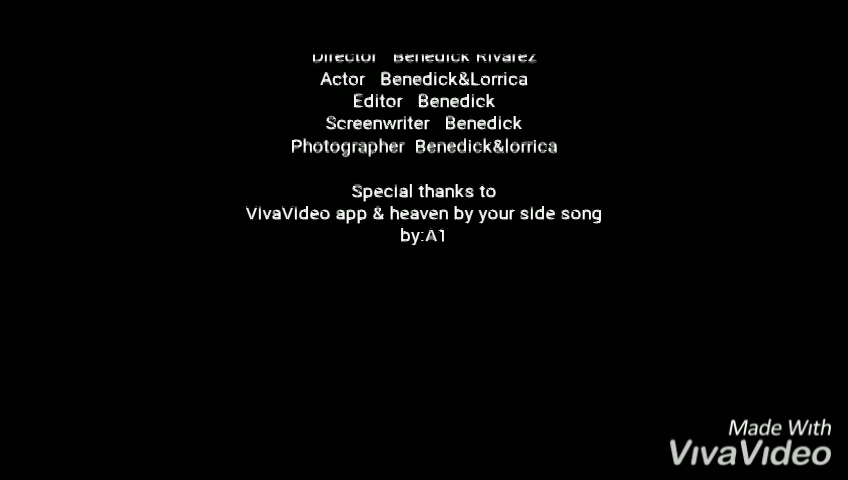 Director Benedick Rivarez
Actor Benedick&Lorrica
Editor Benedick
Screenwriter Benedick
Photographer Benedick&lorrica
Special thanks to
VivaVideo app & heaven by your side song
by:A1
Made With
VivaVideo